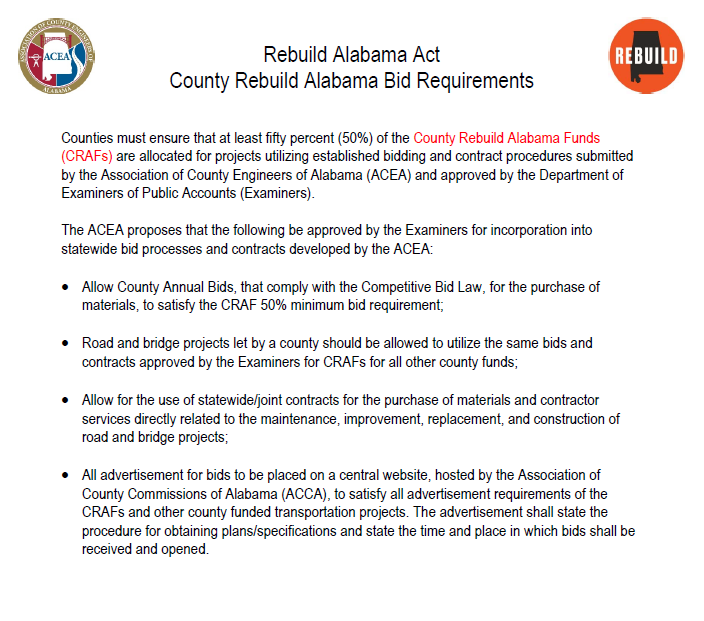 ASSOCIATION OF COUNTY ENGINEERS OF
ACEA
ALABAMA
REBUILD
Rebuild Alabama Act
County Rebuild Alabama Bid Requirements
Counties must ensure that at least fifty percent (50%) of the County Rebuild Alabama Funds
(CRAFs) are allocated for projects utilizing established bidding and contract procedures submitted
by the Association of County Engineers of Alabama (ACEA) and approved by the Department of
Examiners of Public Accounts (Examiners).
The ACEA proposes that the following be approved by the Examiners for incorporation into
statewide bid processes and contracts developed by the ACEA:
• Allow County Annual Bids, that comply with the Competitive Bid Law, for the purchase of
materials, to satisfy the CRAF 50% minimum bid requirement;
• Road and bridge projects let by a county should be allowed to utilize the same bids and
contracts approved by the Examiners for CRAFs for all other county funds;
• Allow for the use of statewide/joint contracts for the purchase of materials and contractor
services directly related to the maintenance, improvement, replacement, and construction of
road and bridge projects;
• All advertisement for bids to be placed on a central website, hosted by the Association of
County Commissions of Alabama (ACCA), to satisfy all advertisement requirements of the
CRAFs and other county funded transportation projects. The advertisement shall state the
procedure for obtaining plans/specifications and state the time and place in which bids shall be
received and opened.